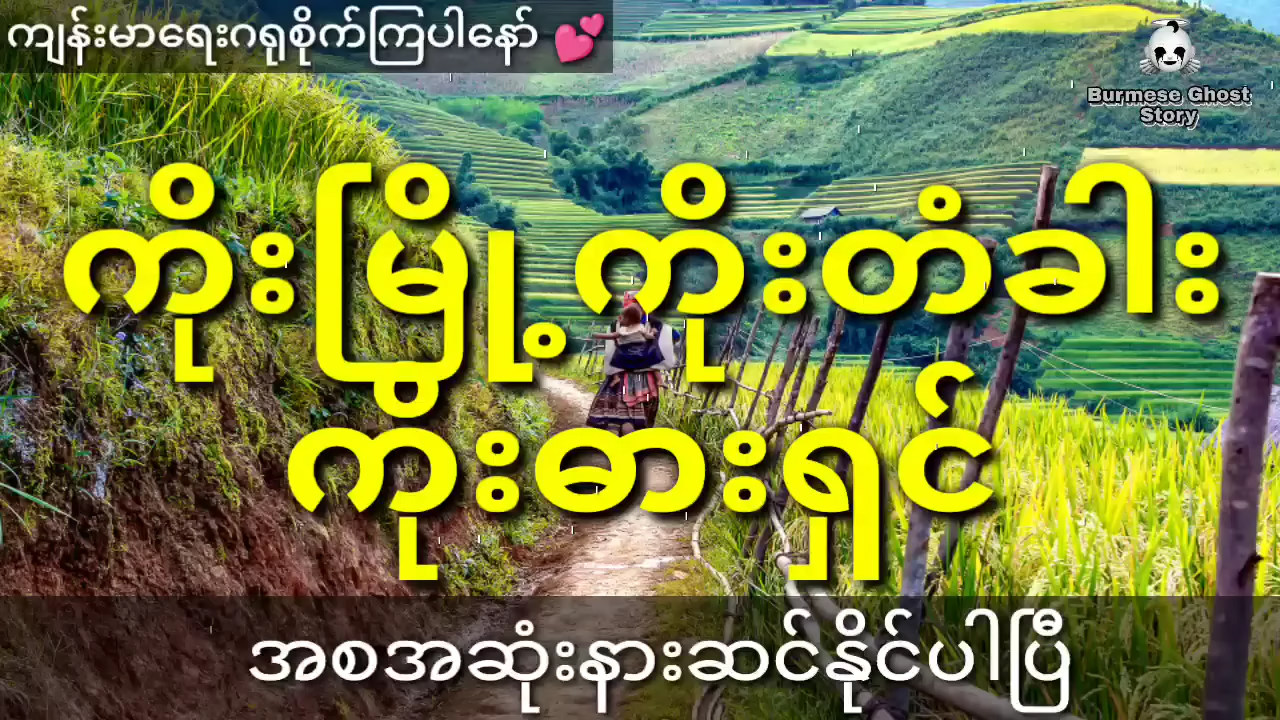 ကျန်းမာရေးဂရုစိုက်ကြပါနော် 💕
Burmese Ghost
Story
ကိုးမြို့ကိုးတံခါး
ကိုးဓားရှင်
အစအဆုံးနားဆင်နိုင်ပါပြီ